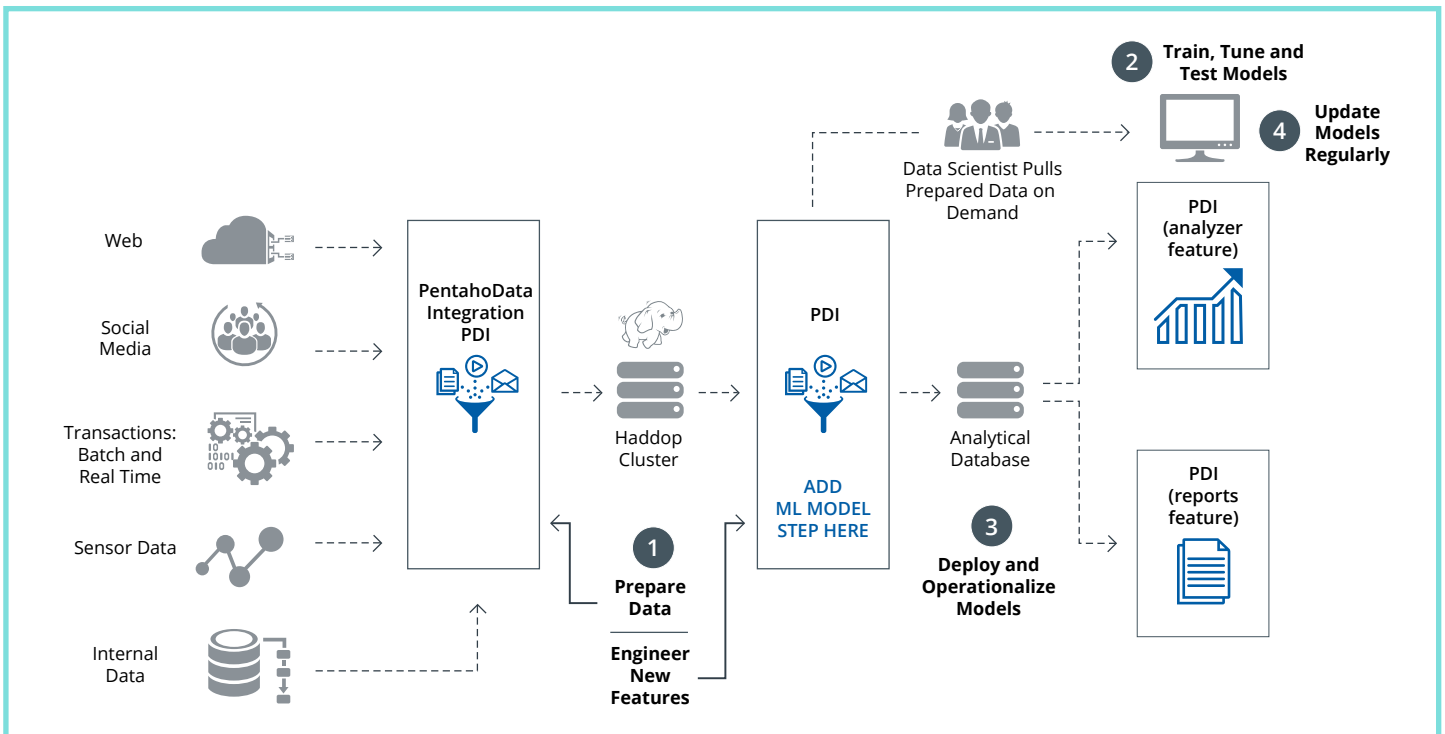 2
Train, Tune and
Test Models
4
Update
Models
Regularly
Data Scientist Pulls
Prepared Data on
Demand
Web
Social
Media
Transactions:
Batch and
Real Time
Sensor Data
Internal
Data
10
10101
010
PentahoData
Integration
PDI
Haddop
Cluster
1
Prepare
Data
Engineer
New
Features
PDI
ADD
ML MODEL
STEP HERE
Analytical
Database
3
Deploy and
Operationalize
Models
PDI
(analyzer
feature)
PDI
(reports
feature)